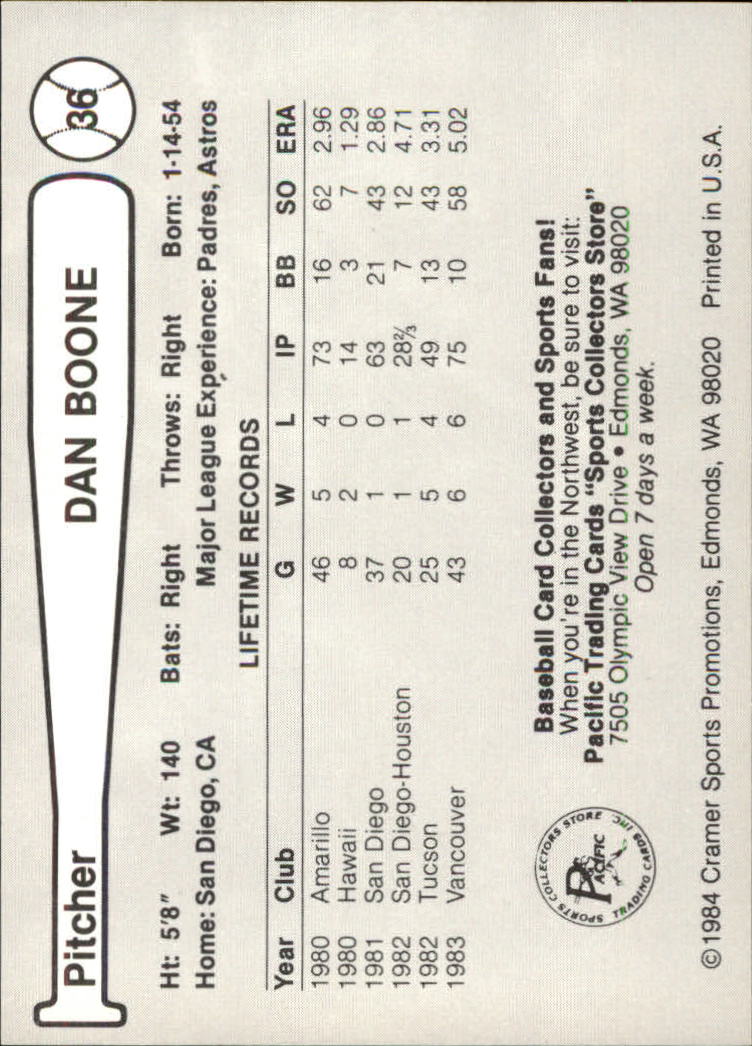 Pitcher DAN BOONE 36
Ht: 5'8" Wt: 140 Bats: Right Throws: Right Born: 1-14-54
Home: San Diego, CA Major League Experience: Padres, Astros
LIFETIME RECORDS
Year Club G W L IP BB SO ERA
1980 Amarillo 46 5 4 73 16 62 2.96
1980 Hawaii 8 2 0 14 3 7 1.29
1981 San Diego 37 1 0 63 21 43 2.86
1982 San Diego-Houston 20 1 1 28⅔ 7 12 4.71
1982 Tucson 25 5 4 49 13 43 3.31
1983 Vancouver 43 6 6 75 10 58 5.02
SPORTS COLLECTORS STORE
PACIFIC
TRADING CARDS INC
Baseball Card Collectors and Sports Fans!
When you're in the Northwest, be sure to visit:
Pacific Trading Cards "Sports Collectors Store"
7505 Olympic View Drive • Edmonds, WA 98020
Open 7 days a week.
©1984 Cramer Sports Promotions, Edmonds, WA 98020 Printed in U.S.A.